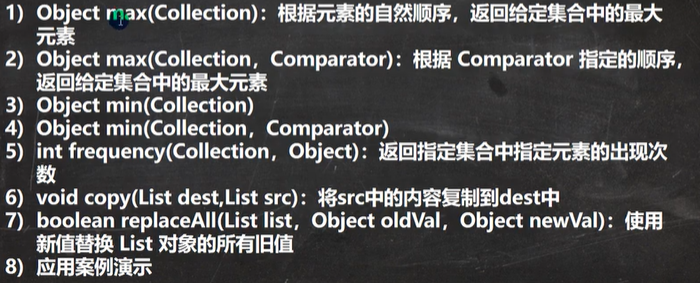 1) Object max(Collection)：根据元素的自然顺序，返回给定集合中的最大
元素
2) Object max(Collection，Comparator)：根据 Comparator 指定的顺序，
返回给定集合中的最大元素
3) Object min(Collection)
4) Object min(Collection，Comparator)
5) int frequency(Collection，Object)：返回指定集合中指定元素的出现次
数
6) void copy(List dest,List src)：将src中的内容复制到dest中
7) boolean replaceAll(List list，Object oldVal，Object newVal)：使用
新值替换 List 对象的所有旧值
8) 应用案例演示